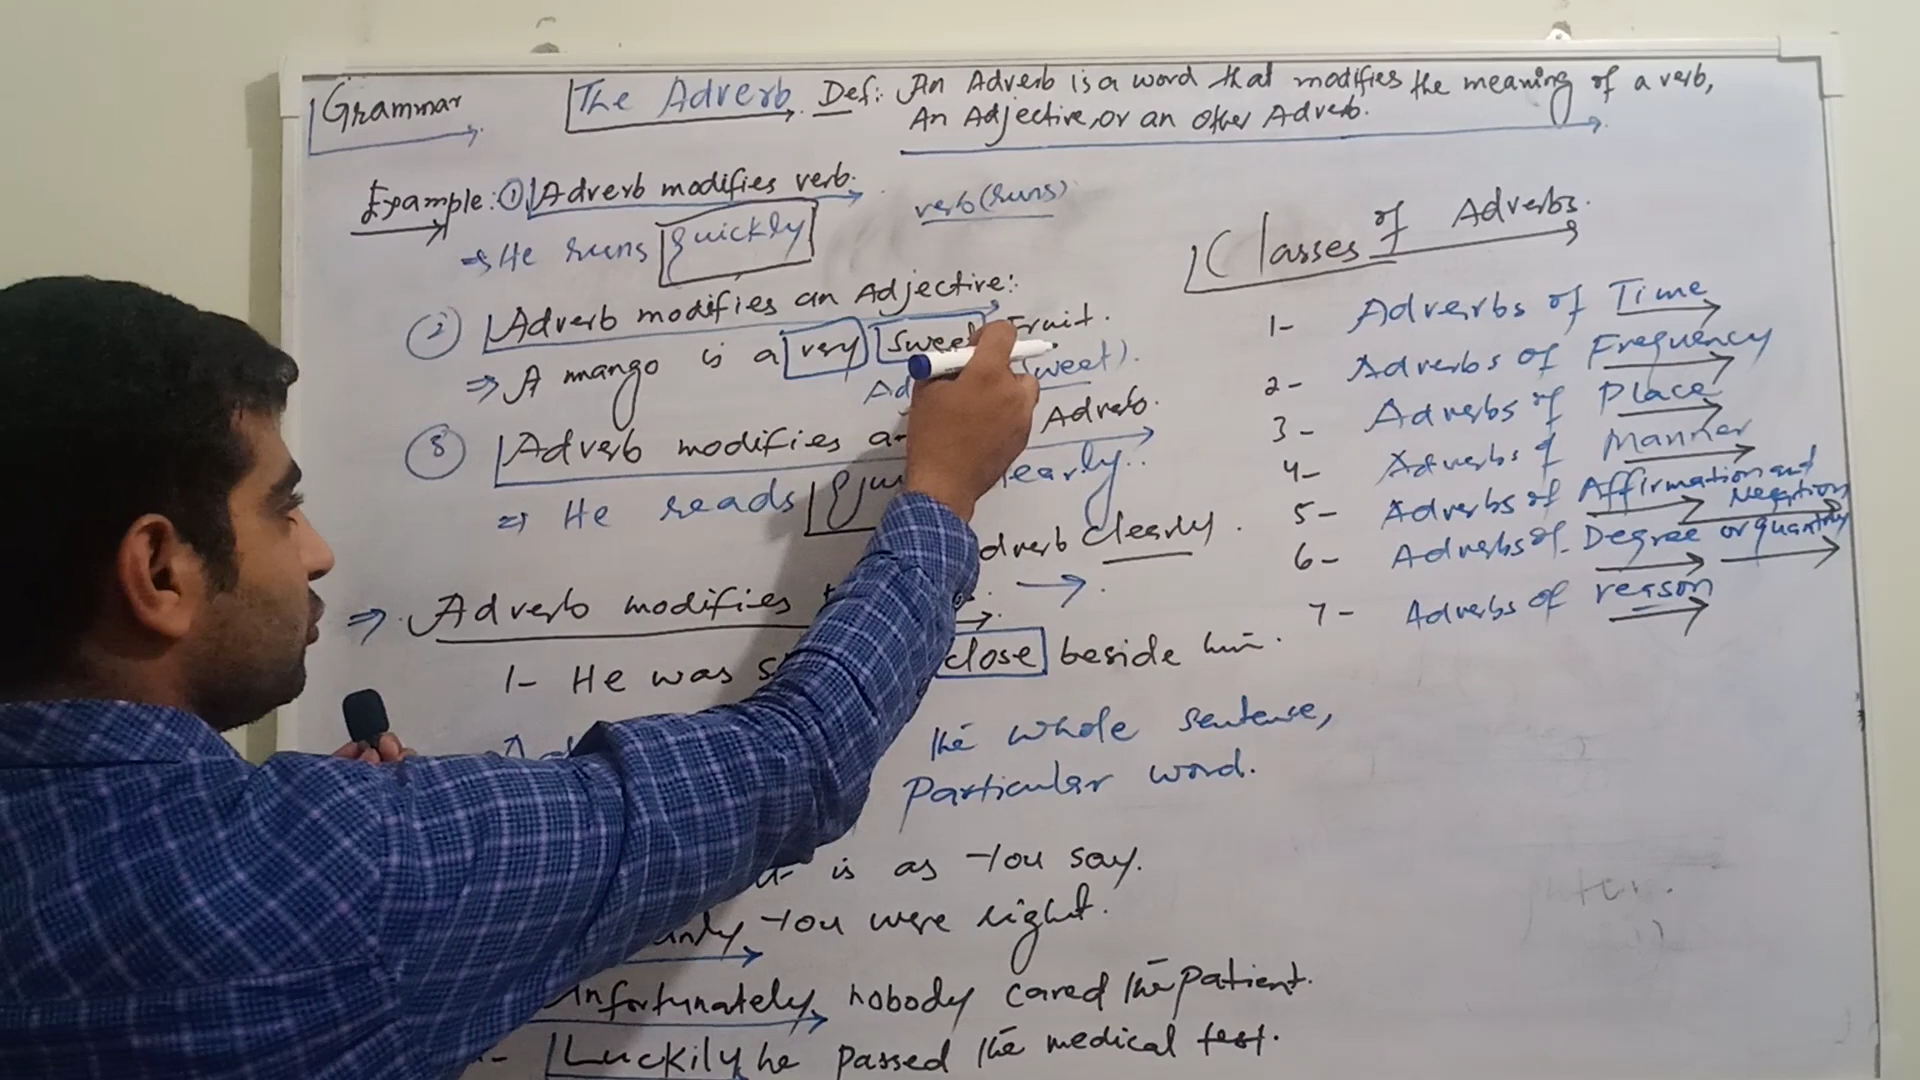 Grammar
The Adverb. Def: An Adverb is a word that modifies the meaning of a verb,
An Adjective, or an other Adverb.
Example: ① Adverb modifies verb.
verb (runs)
⇒ He runs quickly
② Adverb modifies an Adjective:
⇒ A mango is a very sweet Fruit.
③ Adverb modifies Adverb.
⇒ He reads
Adverb clearly.
⇒ Adverb modifies
1- He was close beside him.
the whole sentence,
Particular word.
is as you say.
you were right.
Unfortunately, nobody cared the patient.
Luckily he passed the medical test.
Classes of Adverbs.
1- Adverbs of Time
2- Adverbs of Frequency
3- Adverbs of Place
4- Adverbs of Manner
5- Adverbs of Affirmation and Negation
6- Adverbs of Degree or quantity
7- Adverbs of reason